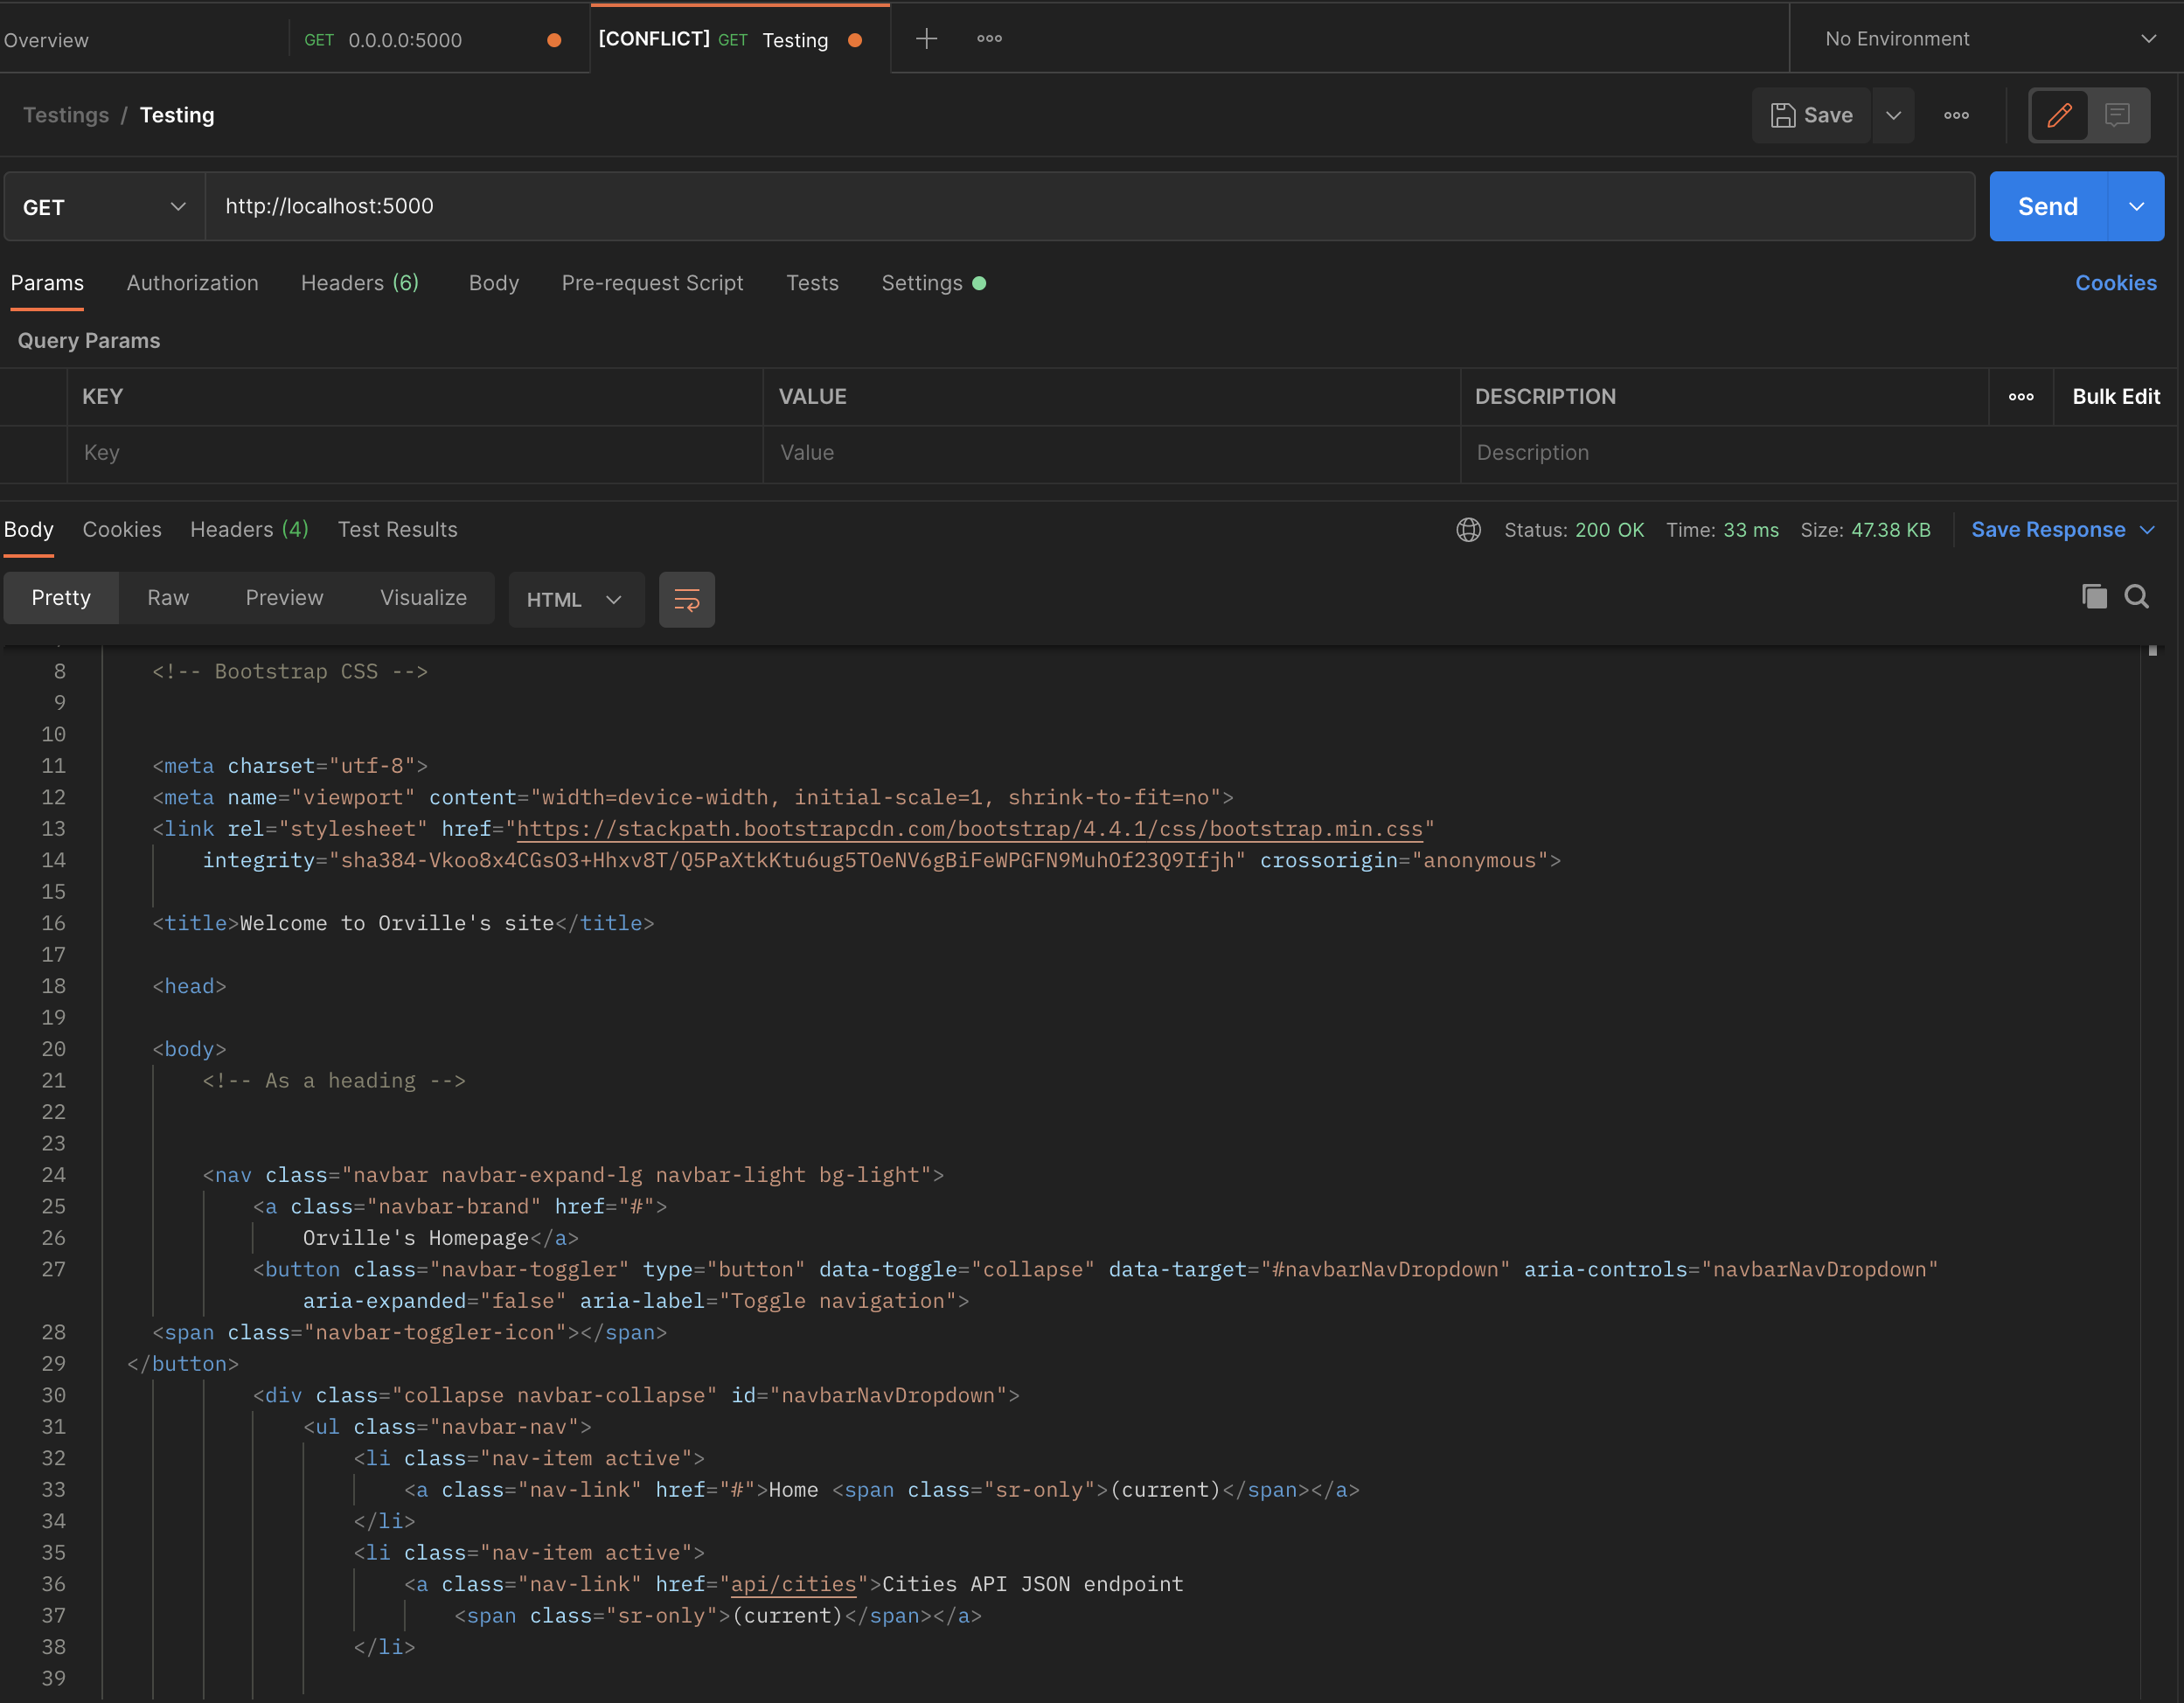 Overview GET 0.0.0.0:5000 [CONFLICT] GET Testing No Environment
Testings / Testing Save
GET http://localhost:5000 Send
Params Authorization Headers (6) Body Pre-request Script Tests Settings Cookies
Query Params
KEY VALUE DESCRIPTION Bulk Edit
Key Value Description
Body Cookies Headers (4) Test Results Status: 200 OK Time: 33 ms Size: 47.38 KB Save Response
Pretty Raw Preview Visualize HTML
8 <!-- Bootstrap CSS -->
9
10
11 <meta charset="utf-8">
12 <meta name="viewport" content="width=device-width, initial-scale=1, shrink-to-fit=no">
13 <link rel="stylesheet" href="https://stackpath.bootstrapcdn.com/bootstrap/4.4.1/css/bootstrap.min.css"
14 integrity="sha384-Vkoo8x4CGsO3+Hhxv8T/Q5PaXtkKtu6ug5TOeNV6gBiFeWPGFN9MuhOf23Q9Ifjh" crossorigin="anonymous">
15
16 <title>Welcome to Orville's site</title>
17
18 <head>
19
20 <body>
21 <!-- As a heading -->
22
23
24 <nav class="navbar navbar-expand-lg navbar-light bg-light">
25 <a class="navbar-brand" href="#">
26 Orville's Homepage</a>
27 <button class="navbar-toggler" type="button" data-toggle="collapse" data-target="#navbarNavDropdown" aria-controls="navbarNavDropdown"
aria-expanded="false" aria-label="Toggle navigation">
28 <span class="navbar-toggler-icon"></span>
29 </button>
30 <div class="collapse navbar-collapse" id="navbarNavDropdown">
31 <ul class="navbar-nav">
32 <li class="nav-item active">
33 <a class="nav-link" href="#">Home <span class="sr-only">(current)</span></a>
34 </li>
35 <li class="nav-item active">
36 <a class="nav-link" href="api/cities">Cities API JSON endpoint
37 <span class="sr-only">(current)</span></a>
38 </li>
39